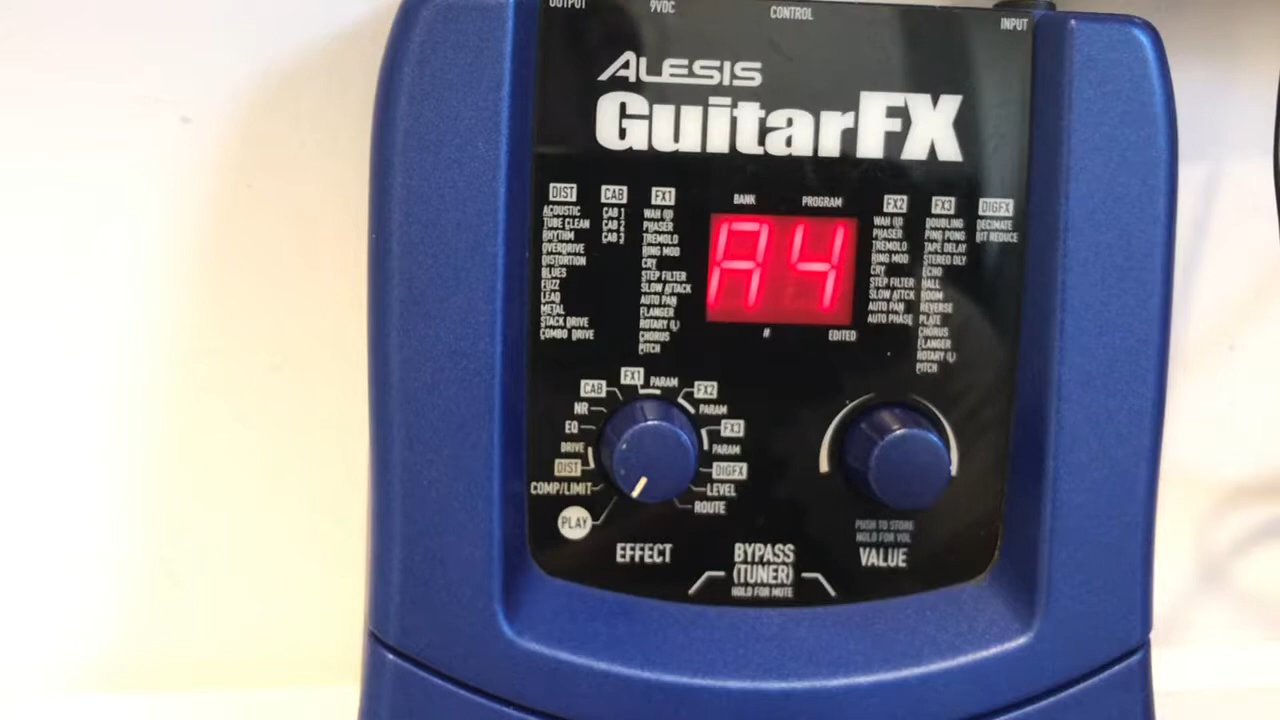 OUTPUT
9VDC
CONTROL
INPUT
ALESIS
GuitarFX
DIST
ACOUSTIC
TUBE CLEAN
RHYTHM
OVERDRIVE
DISTORTION
BLUES
FUZZ
LEAD
METAL
STACK DRIVE
COMBO DRIVE
CAB
CAB 1
CAB 2
CAB 3
FX1
WAH (U)
PHASER
TREMOLO
RING MOD
CRY
STEP FILTER
SLOW ATTACK
AUTO PAN
FLANGER
ROTARY (L)
CHORUS
PITCH
BANK
PROGRAM
A4
#
EDITED
FX2
WAH (U)
PHASER
TREMOLO
RING MOD
CRY
STEP FILTER
SLOW ATTCK
AUTO PAN
AUTO PHASE
FX3
DOUBLING
PING PONG
TAPE DELAY
STEREO DLY
ECHO
HALL
ROOM
REVERSE
PLATE
CHORUS
FLANGER
ROTARY (L)
PITCH
DIGFX
DECIMATE
BIT REDUCE
PLAY
COMP/LIMIT
DIST
DRIVE
EQ
NR
CAB
FX1
PARAM
FX2
PARAM
FX3
PARAM
DIGFX
LEVEL
ROUTE
EFFECT
PUSH TO STORE
HOLD FOR VOL
VALUE
BYPASS
(TUNER)
HOLD FOR MUTE